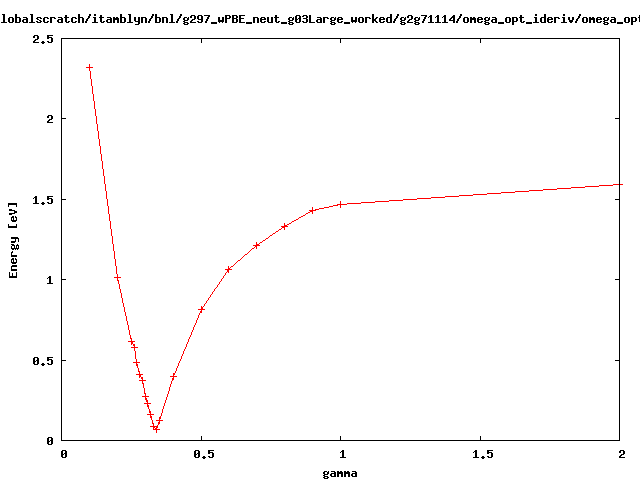 lobalscratch/itamblyn/bnl/g297_wPBE_neut_g03Large_worked/g2g71114/omega_opt_ideriv/omega_opt
2.5
2
1.5
1
0.5
0
Energy [eV]
0 0.5 1 1.5 2
gamma